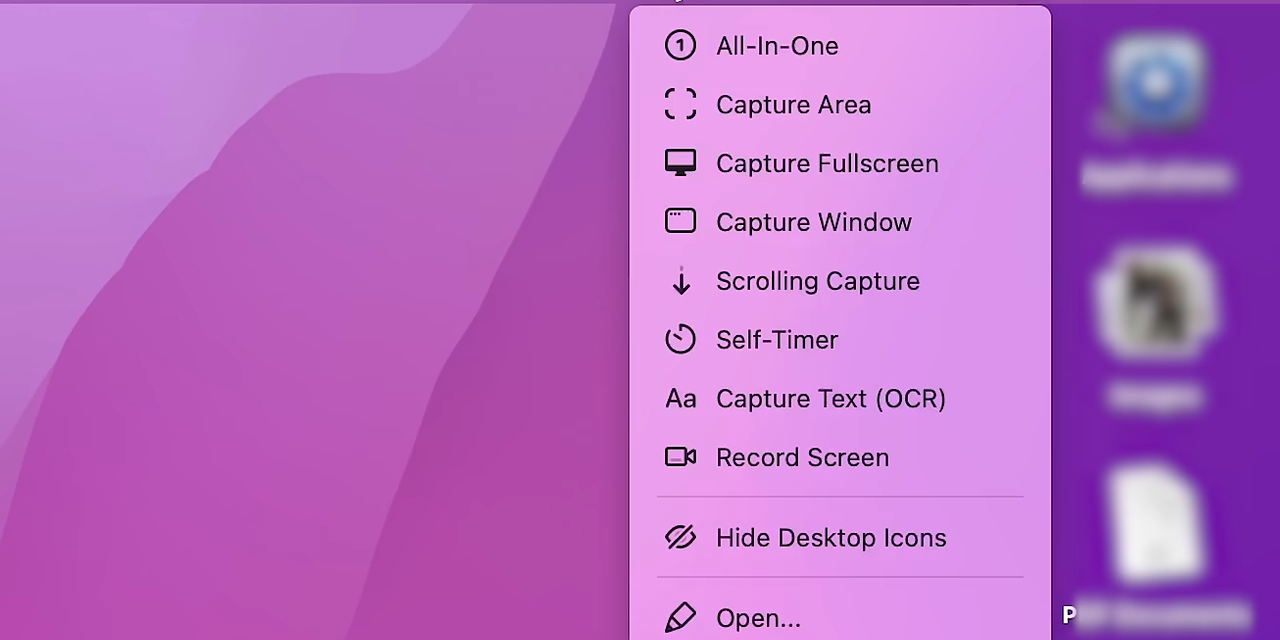 All-In-One
Capture Area
Capture Fullscreen
Capture Window
Scrolling Capture
Self-Timer
Aa Capture Text (OCR)
Record Screen
Hide Desktop Icons
Open...